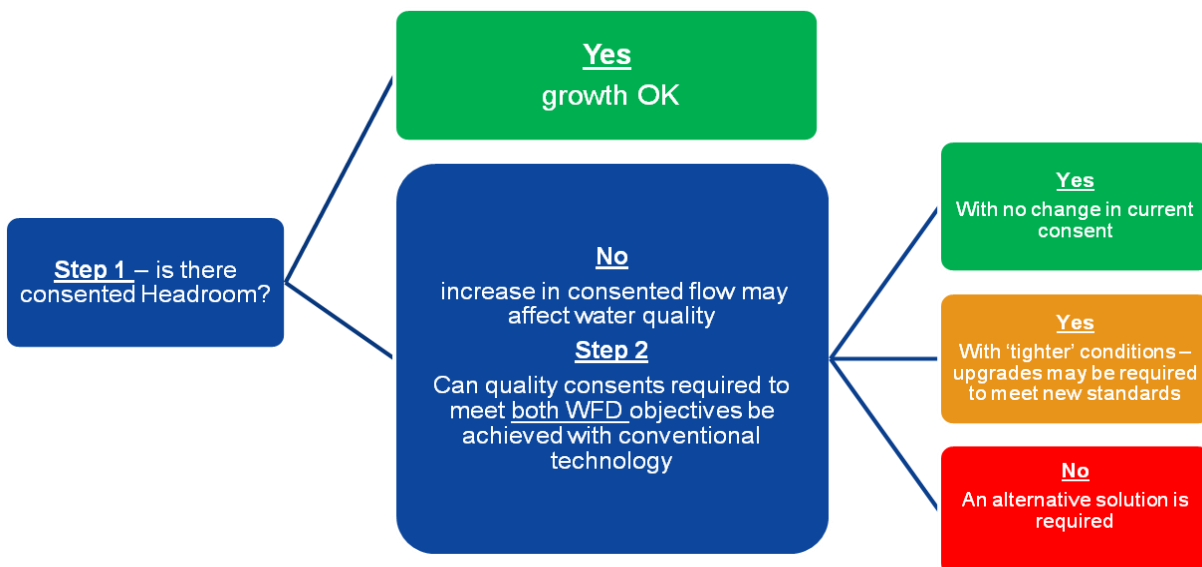 Yes
growth OK
Step 1 – is there
consented Headroom?
No
increase in consented flow may
affect water quality
Step 2
Can quality consents required to
meet both WFD objectives be
achieved with conventional
technology
Yes
With no change in current
consent
Yes
With ‘tighter’ conditions –
upgrades may be required
to meet new standards
No
An alternative solution is
required